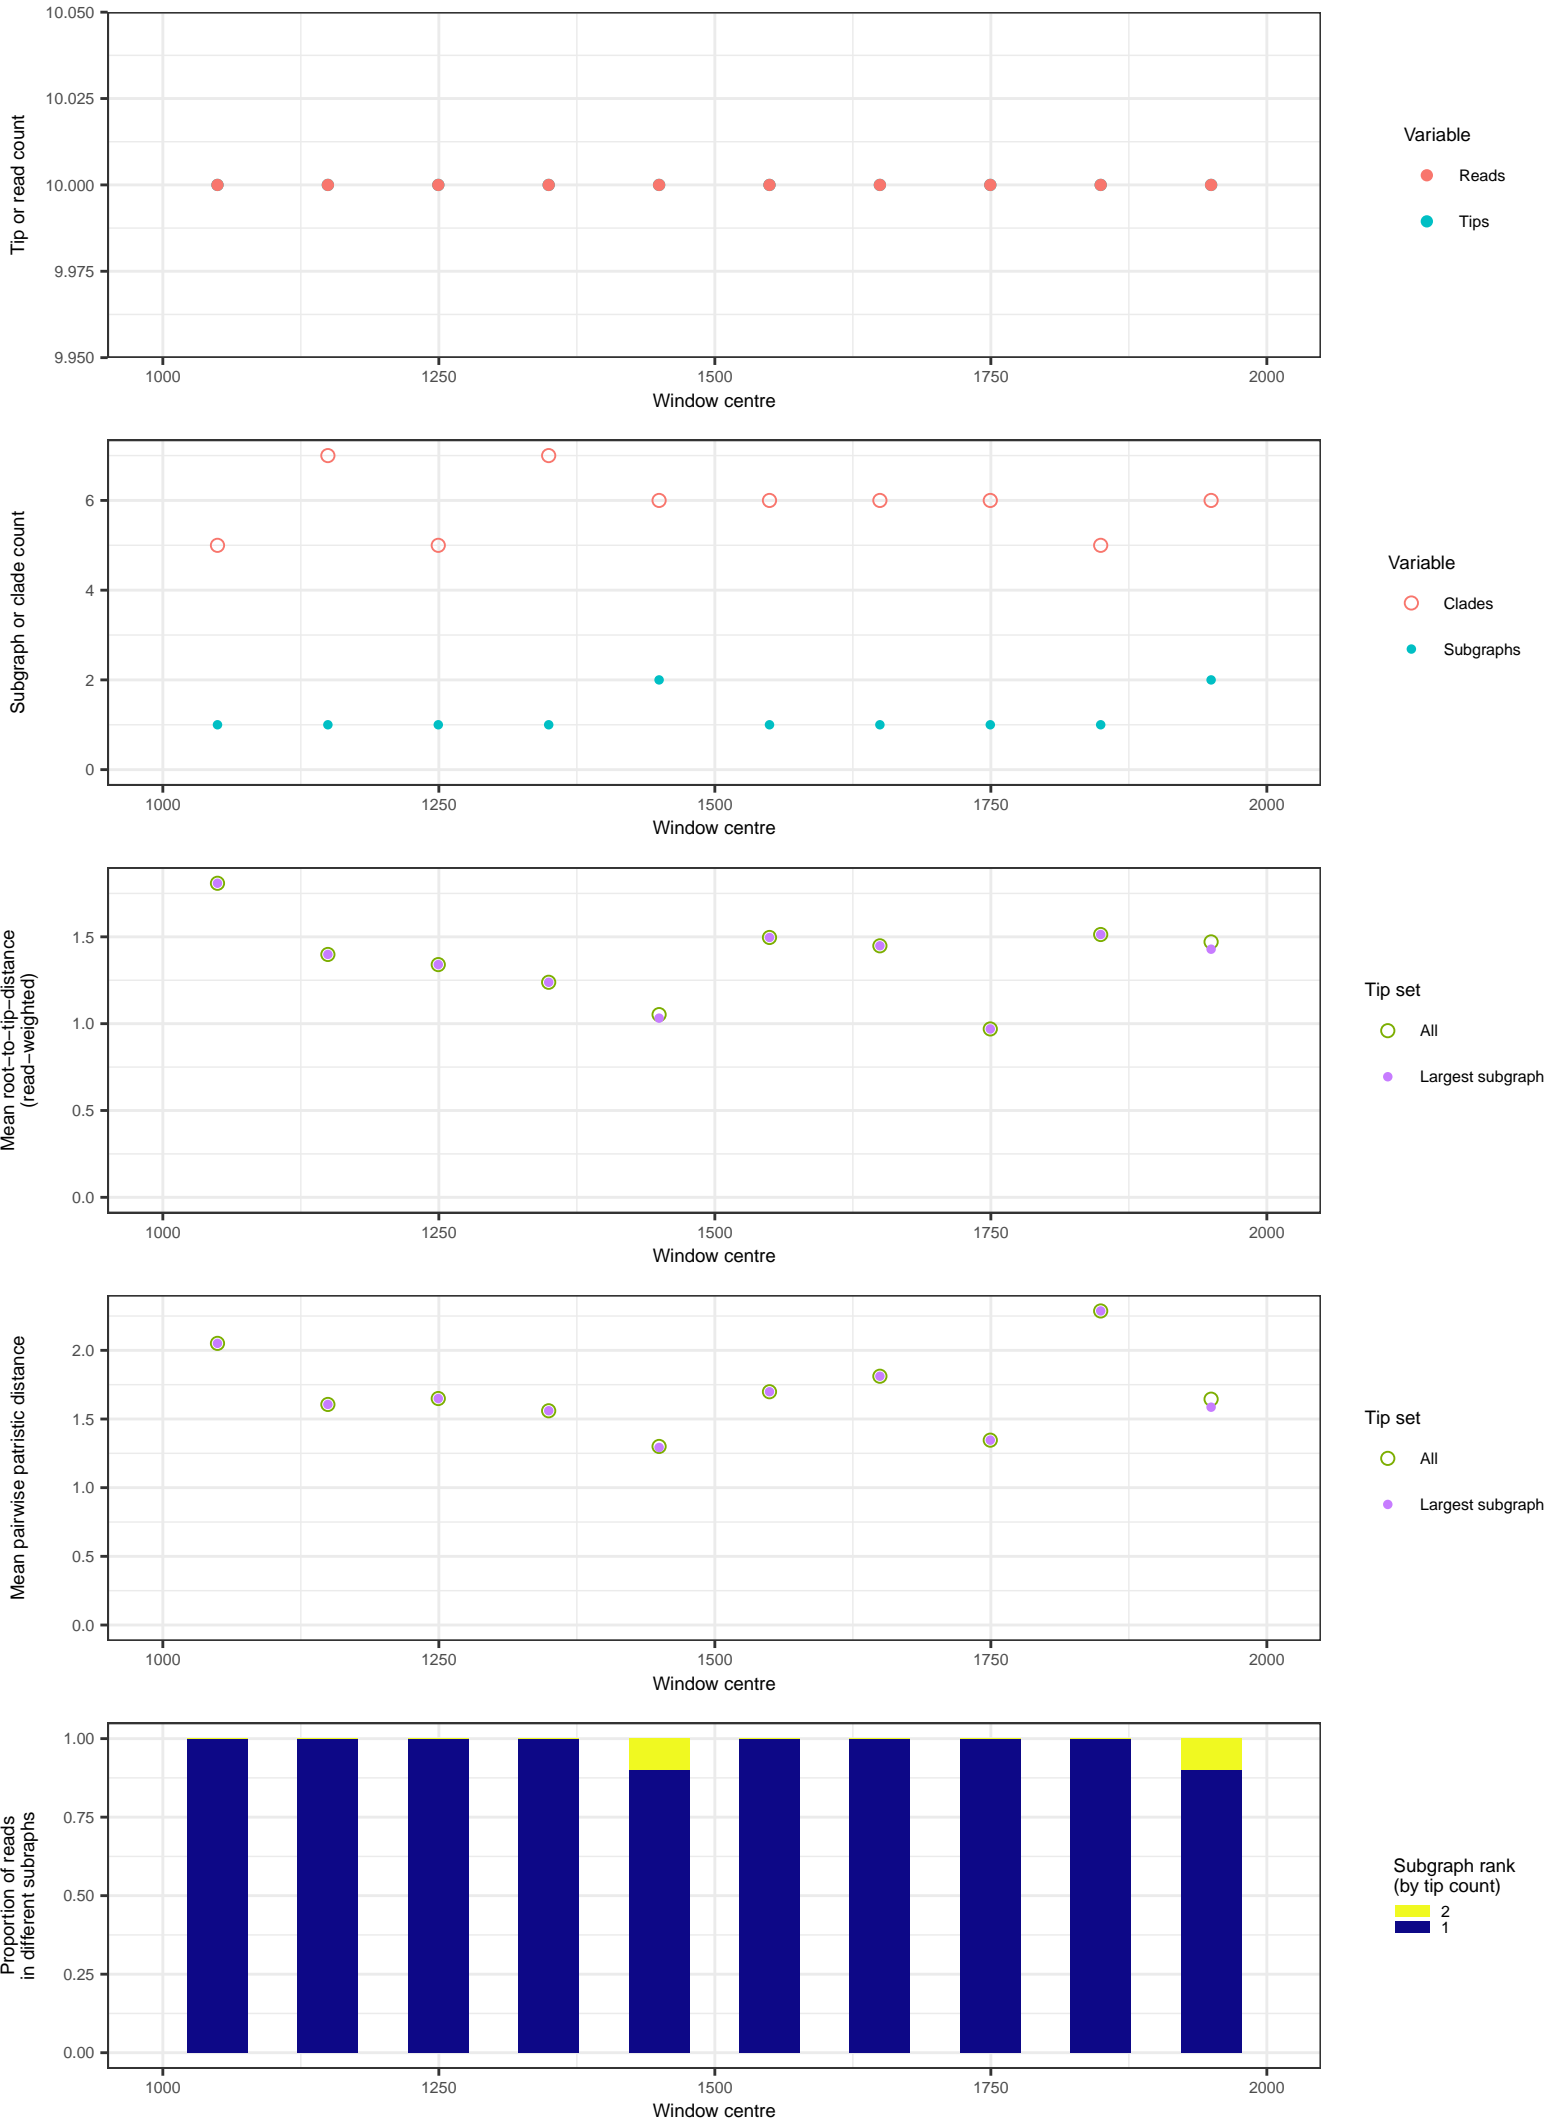 10.050
10.025
10.000
9.975
9.950
Tip or read count
1000 1250 1500 1750 2000
Window centre
Variable
Reads
Tips
6
4
2
0
Subgraph or clade count
1000 1250 1500 1750 2000
Window centre
Variable
Clades
Subgraphs
1.5
1.0
0.5
0.0
Mean root−to−tip−distance
(read−weighted)
1000 1250 1500 1750 2000
Window centre
Tip set
All
Largest subgraph
2.0
1.5
1.0
0.5
0.0
Mean pairwise patristic distance
1000 1250 1500 1750 2000
Window centre
Tip set
All
Largest subgraph
1.00
0.75
0.50
0.25
0.00
Proportion of reads
in different subraphs
1000 1250 1500 1750 2000
Window centre
Subgraph rank
(by tip count)
2
1